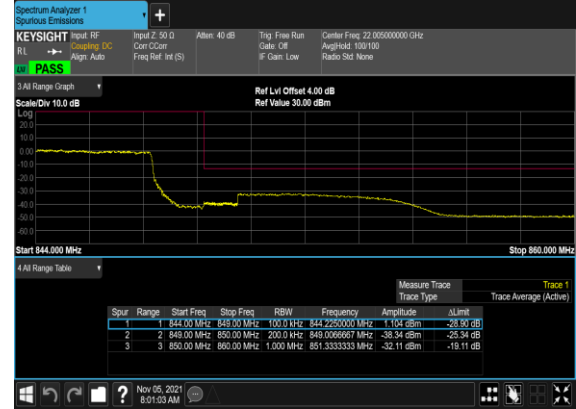 Spectrum Analyzer 1
Spurious Emissions
KEYSIGHT Input: RF Input Z: 50 Ω Atten: 40 dB Trig: Free Run Center Freq: 22.005000000 GHz
RL Coupling: DC Corr CCorr Gate: Off Avg|Hold: 100/100
Align: Auto Freq Ref: Int (S) IF Gain: Low Radio Std: None
LNI PASS
3 All Range Graph
Ref Lvl Offset 4.00 dB
Scale/Div 10.0 dB Ref Value 30.00 dBm
Log
20.0
10.0
0.00
-10.0
-20.0
-30.0
-40.0
-50.0
-60.0
Start 844.000 MHz Stop 860.000 MHz
4 All Range Table
Measure Trace Trace 1
Trace Type Trace Average (Active)
Spur Range Start Freq Stop Freq RBW Frequency Amplitude ΔLimit
1 1 844.00 MHz 849.00 MHz 100.0 kHz 844.2250000 MHz 1.104 dBm -28.90 dB
2 2 849.00 MHz 850.00 MHz 200.0 kHz 849.0066667 MHz -38.34 dBm -25.34 dB
3 3 850.00 MHz 860.00 MHz 1.000 MHz 851.3333333 MHz -32.11 dBm -19.11 dB
? Nov 05, 2021
8:01:03 AM